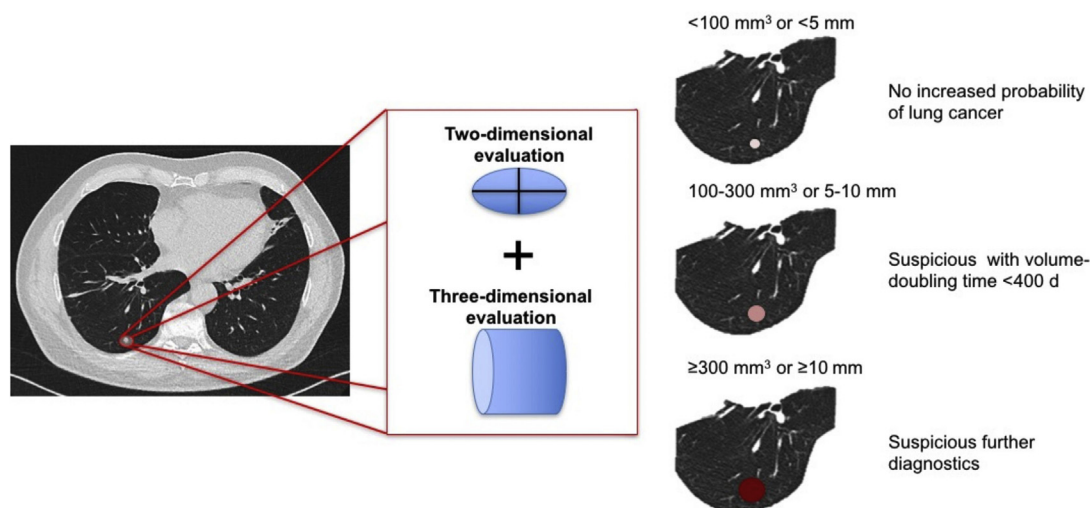 Two-dimensional
evaluation
+
Three-dimensional
evaluation
<100 mm³ or <5 mm
No increased probability
of lung cancer
100-300 mm³ or 5-10 mm
Suspicious with volume-
doubling time <400 d
≥300 mm³ or ≥10 mm
Suspicious further
diagnostics